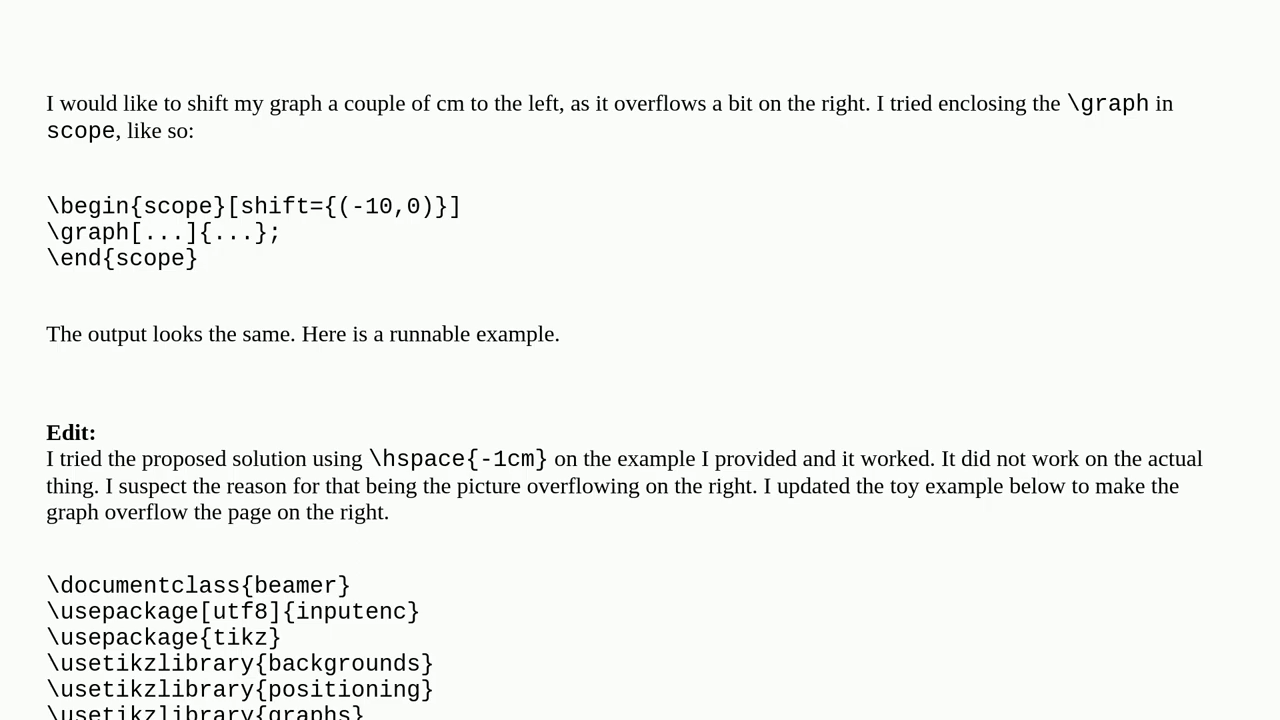 I would like to shift my graph a couple of cm to the left, as it overflows a bit on the right. I tried enclosing the \graph in
scope, like so:
\begin{scope}[shift={(-10,0)}]
\graph[...]{...};
\end{scope}
The output looks the same. Here is a runnable example.
Edit:
I tried the proposed solution using \hspace{-1cm} on the example I provided and it worked. It did not work on the actual
thing. I suspect the reason for that being the picture overflowing on the right. I updated the toy example below to make the
graph overflow the page on the right.
\documentclass{beamer}
\usepackage[utf8]{inputenc}
\usepackage{tikz}
\usetikzlibrary{backgrounds}
\usetikzlibrary{positioning}
\usetikzlibrary{graphs}